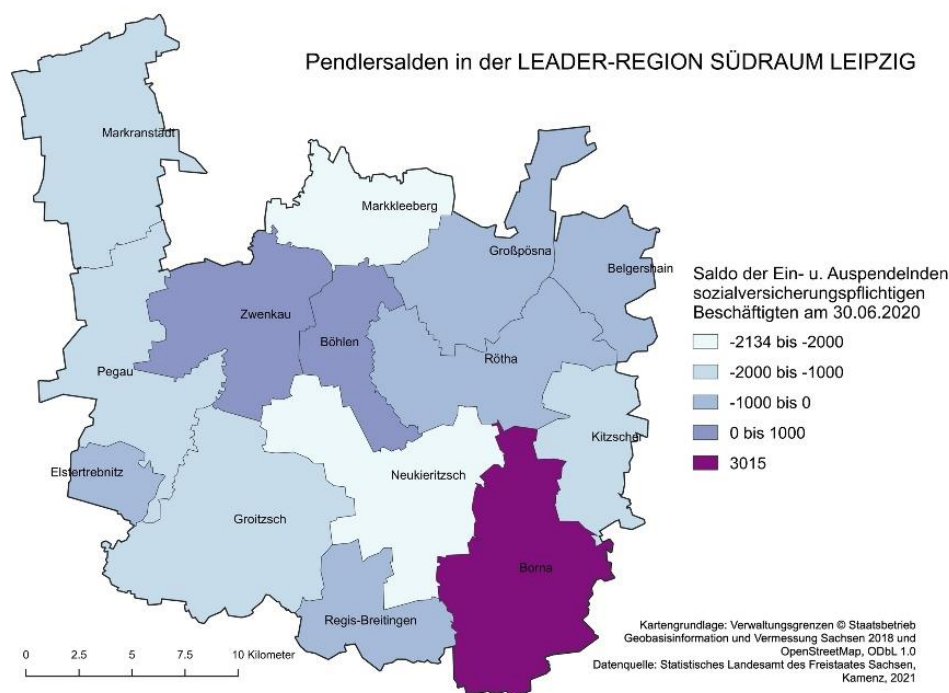 Pendlersalden in der LEADER-REGION SÜDRAUM LEIPZIG
Markranstädt
Markkleeberg
Großpösna
Belgershain
Zwenkau
Böhlen
Rötha
Pegau
Kitzscher
Elstertrebnitz
Neukieritzsch
Groitzsch
Borna
Regis-Breitingen
Saldo der Ein- u. Auspendelnden
sozialversicherungspflichtigen
Beschäftigten am 30.06.2020
-2134 bis -2000
-2000 bis -1000
-1000 bis 0
0 bis 1000
3015
0 2.5 5 7.5 10 Kilometer
Kartengrundlage: Verwaltungsgrenzen © Staatsbetrieb
Geobasisinformation und Vermessung Sachsen 2018 und
OpenStreetMap, ODbL 1.0
Datenquelle: Statistisches Landesamt des Freistaates Sachsen,
Kamenz, 2021